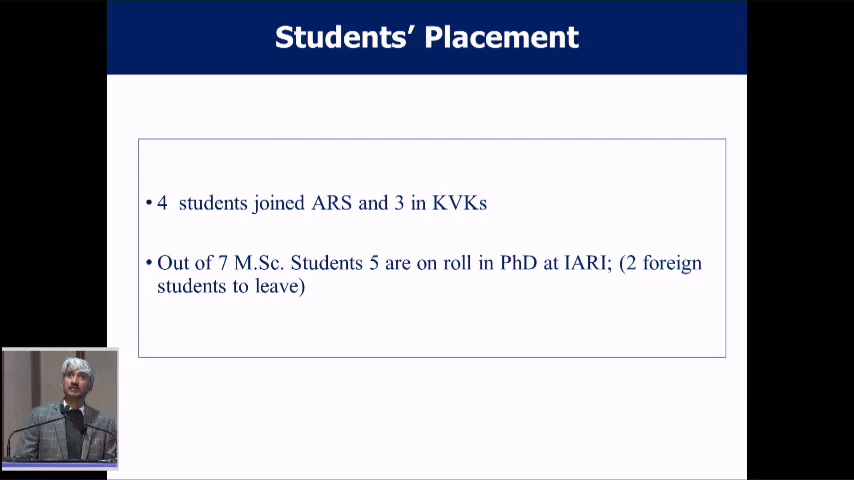 Students’ Placement
• 4 students joined ARS and 3 in KVKs
• Out of 7 M.Sc. Students 5 are on roll in PhD at IARI; (2 foreign
students to leave)